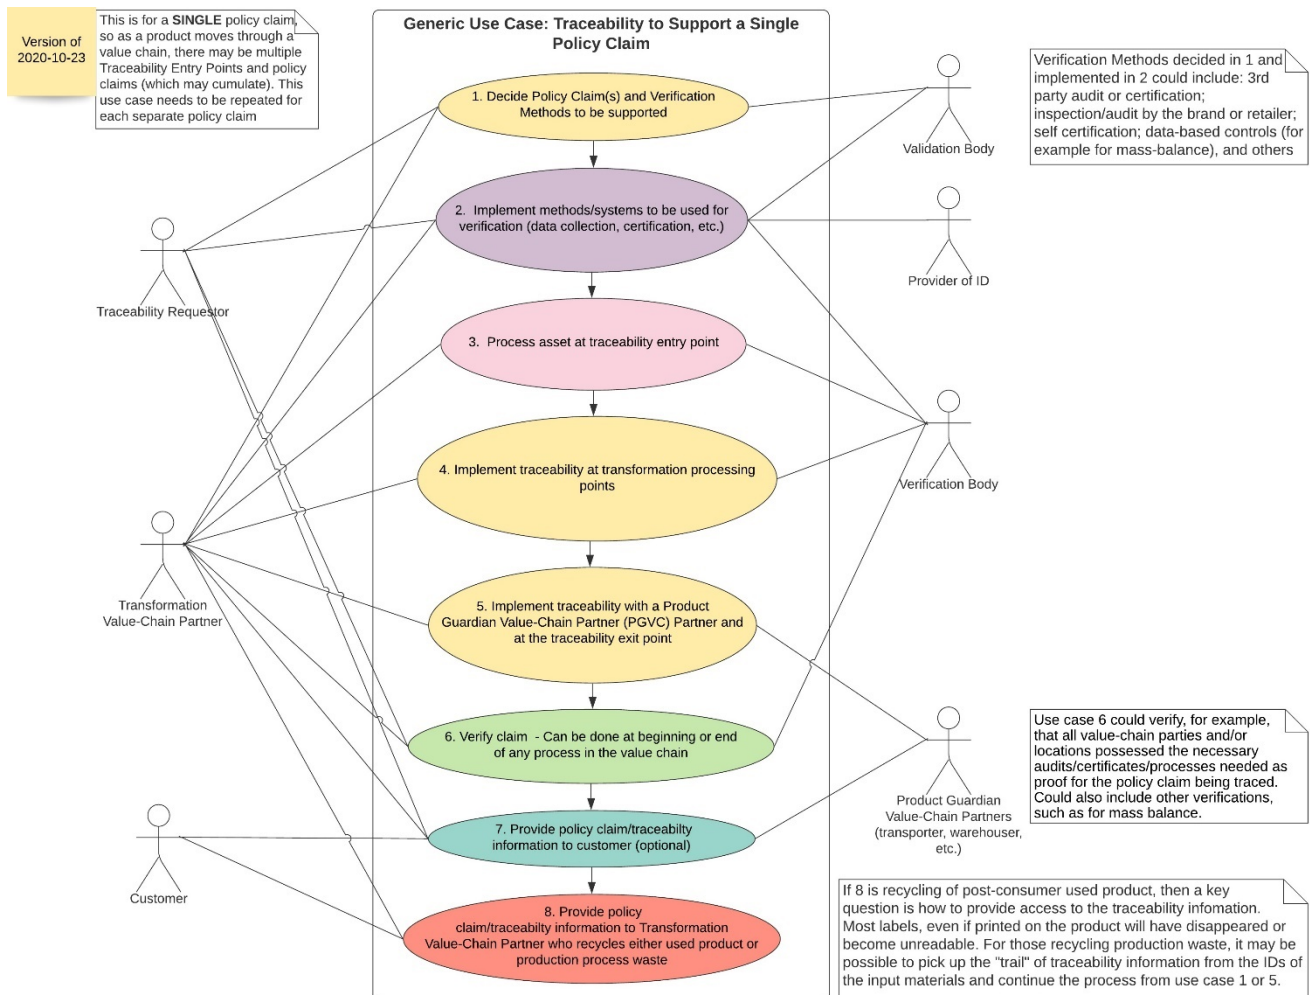 Version of
2020-10-23
This is for a SINGLE policy claim,
so as a product moves through a
value chain, there may be multiple
Traceability Entry Points and policy
claims (which may cumulate). This
use case needs to be repeated for
each separate policy claim
Generic Use Case: Traceability to Support a Single
Policy Claim
1. Decide Policy Claim(s) and Verification
Methods to be supported
Validation Body
Verification Methods decided in 1 and
implemented in 2 could include: 3rd
party audit or certification;
inspection/audit by the brand or retailer;
self certification; data-based controls (for
example for mass-balance), and others
2. Implement methods/systems to be used for
verification (data collection, certification, etc.)
Provider of ID
Traceability Requestor
3. Process asset at traceability entry point
4. Implement traceability at transformation processing
points
Verification Body
Transformation
Value-Chain Partner
5. Implement traceability with a Product
Guardian Value-Chain Partner (PGVC) Partner and
at the traceability exit point
6. Verify claim - Can be done at beginning or end
of any process in the value chain
Product Guardian
Value-Chain Partners
(transporter, warehouser,
etc.)
Use case 6 could verify, for example,
that all value-chain parties and/or
locations possessed the necessary
audits/certificates/processes needed as
proof for the policy claim being traced.
Could also include other verifications,
such as for mass balance.
7. Provide policy claim/traceabilty
information to customer (optional)
Customer
8. Provide policy
claim/traceabilty information to Transformation
Value-Chain Partner who recycles either used product or
production process waste
If 8 is recycling of post-consumer used product, then a key
question is how to provide access to the traceability infomation.
Most labels, even if printed on the product will have disappeared or
become unreadable. For those recycling production waste, it may be
possible to pick up the "trail" of traceability information from the IDs of
the input materials and continue the process from use case 1 or 5.